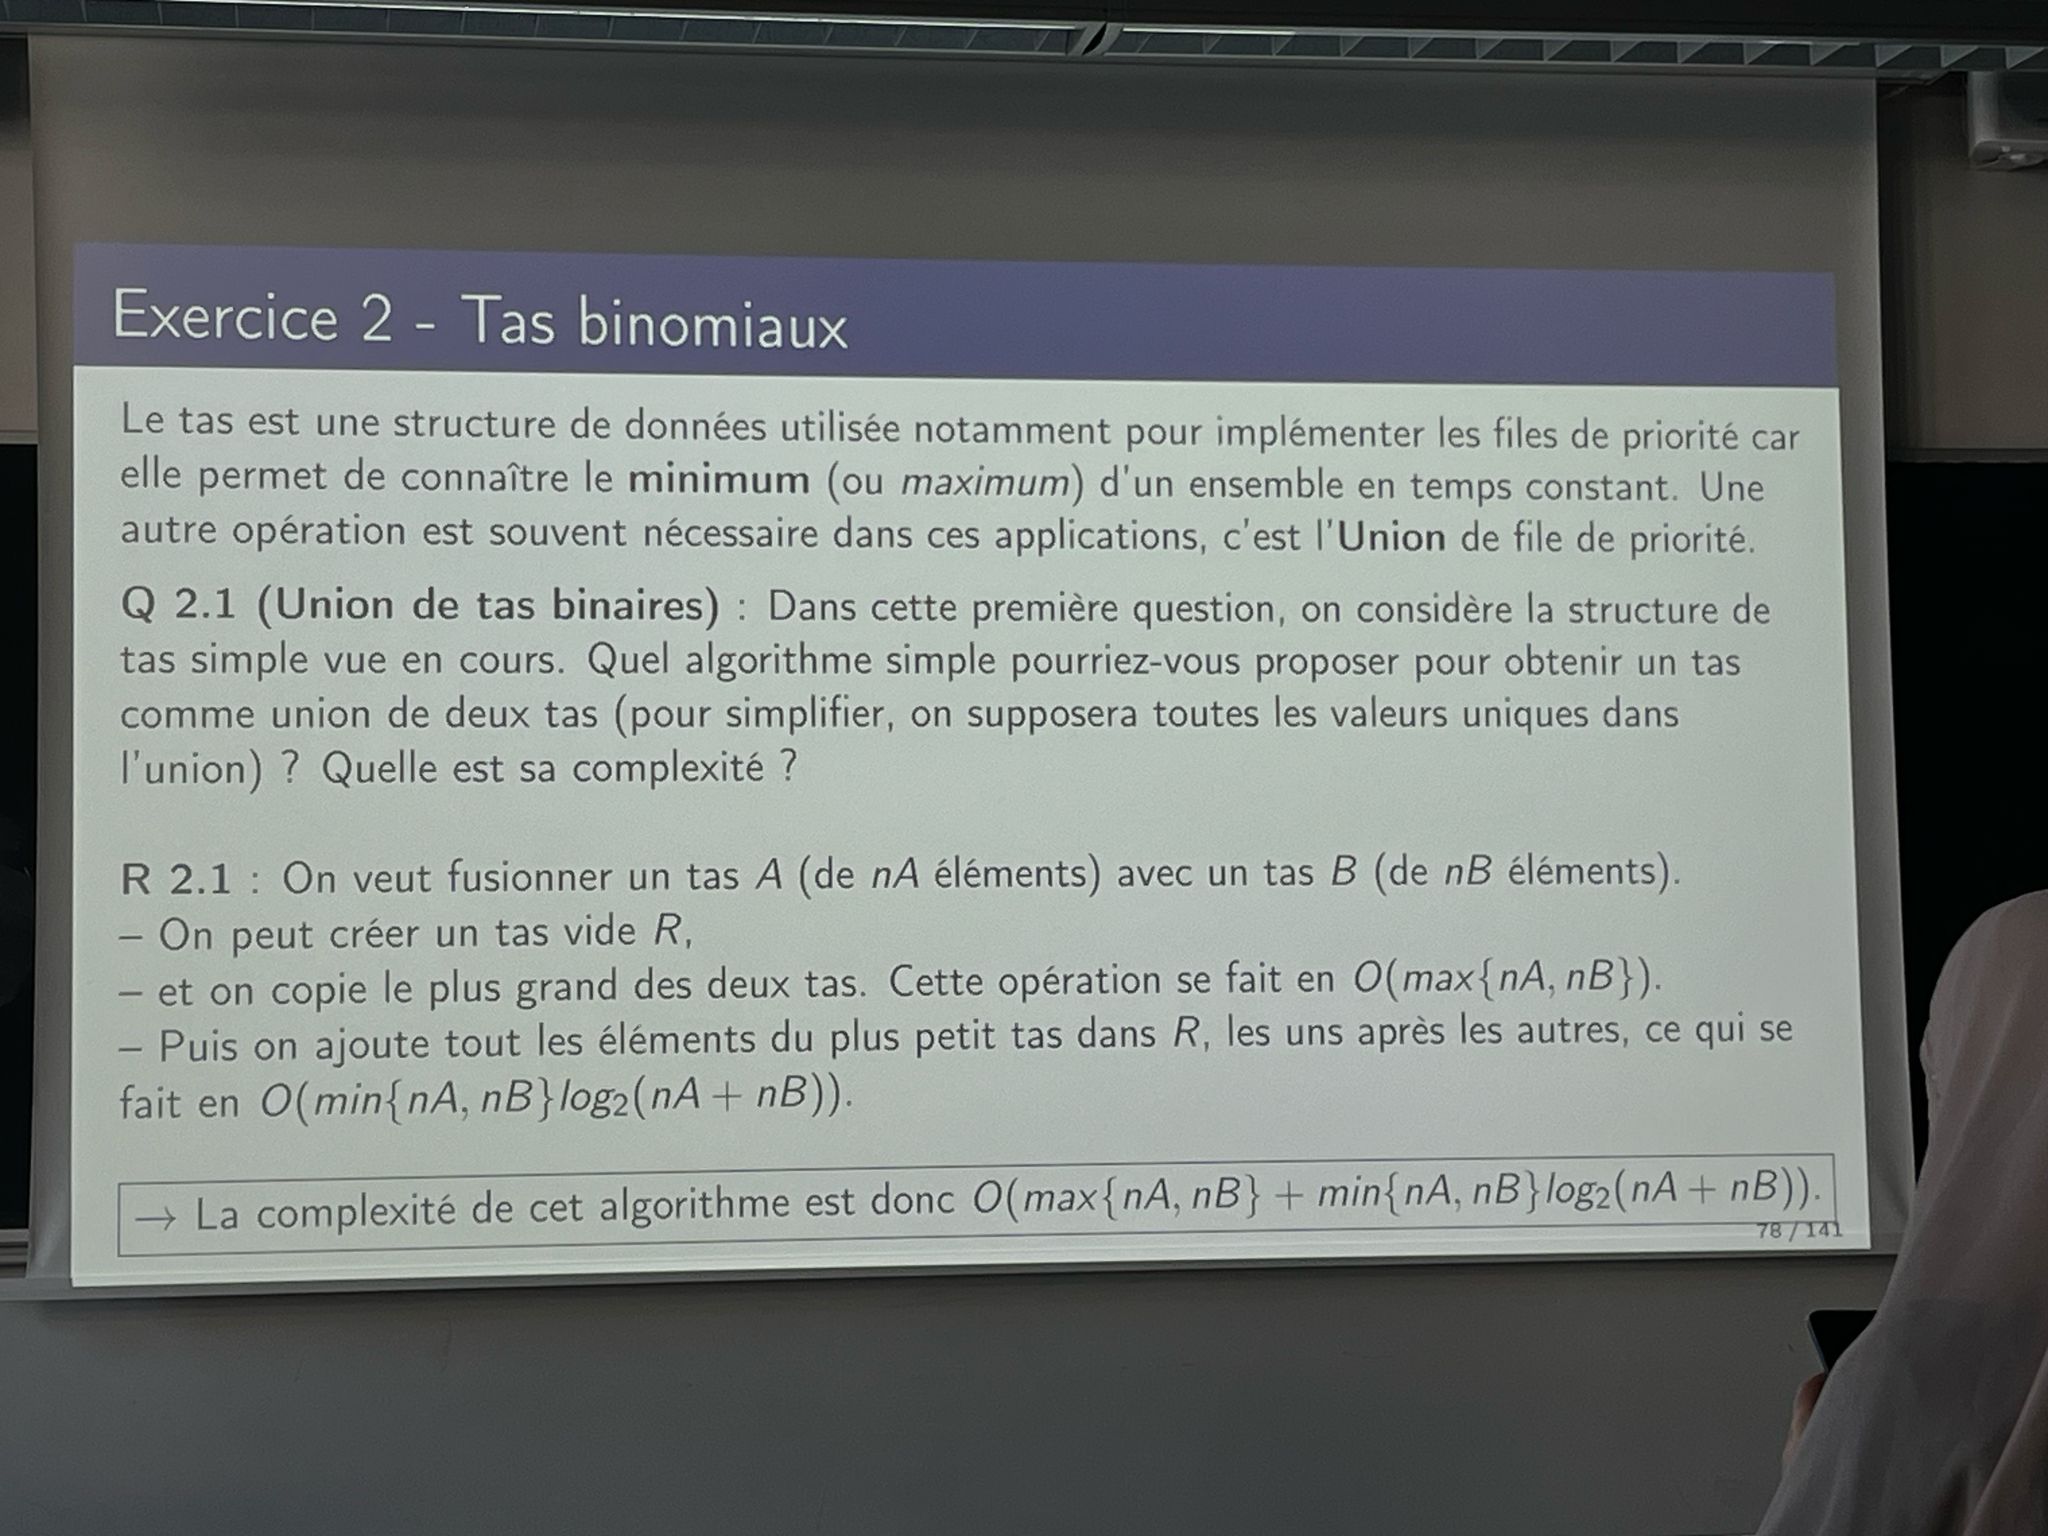 Exercice 2 - Tas binomiaux
Le tas est une structure de données utilisée notamment pour implémenter les files de priorité car
elle permet de connaître le minimum (ou maximum) d'un ensemble en temps constant. Une
autre opération est souvent nécessaire dans ces applications, c'est l'Union de file de priorité.
Q 2.1 (Union de tas binaires) : Dans cette première question, on considère la structure de
tas simple vue en cours. Quel algorithme simple pourriez-vous proposer pour obtenir un tas
comme union de deux tas (pour simplifier, on supposera toutes les valeurs uniques dans
l'union) ? Quelle est sa complexité ?
R 2.1 : On veut fusionner un tas A (de nA éléments) avec un tas B (de nB éléments).
– On peut créer un tas vide R,
– et on copie le plus grand des deux tas. Cette opération se fait en O(max{nA, nB}).
– Puis on ajoute tout les éléments du plus petit tas dans R, les uns après les autres, ce qui se
fait en O(min{nA, nB}log₂(nA + nB)).
→ La complexité de cet algorithme est donc O(max{nA, nB} + min{nA, nB}log₂(nA + nB)).
78 / 141